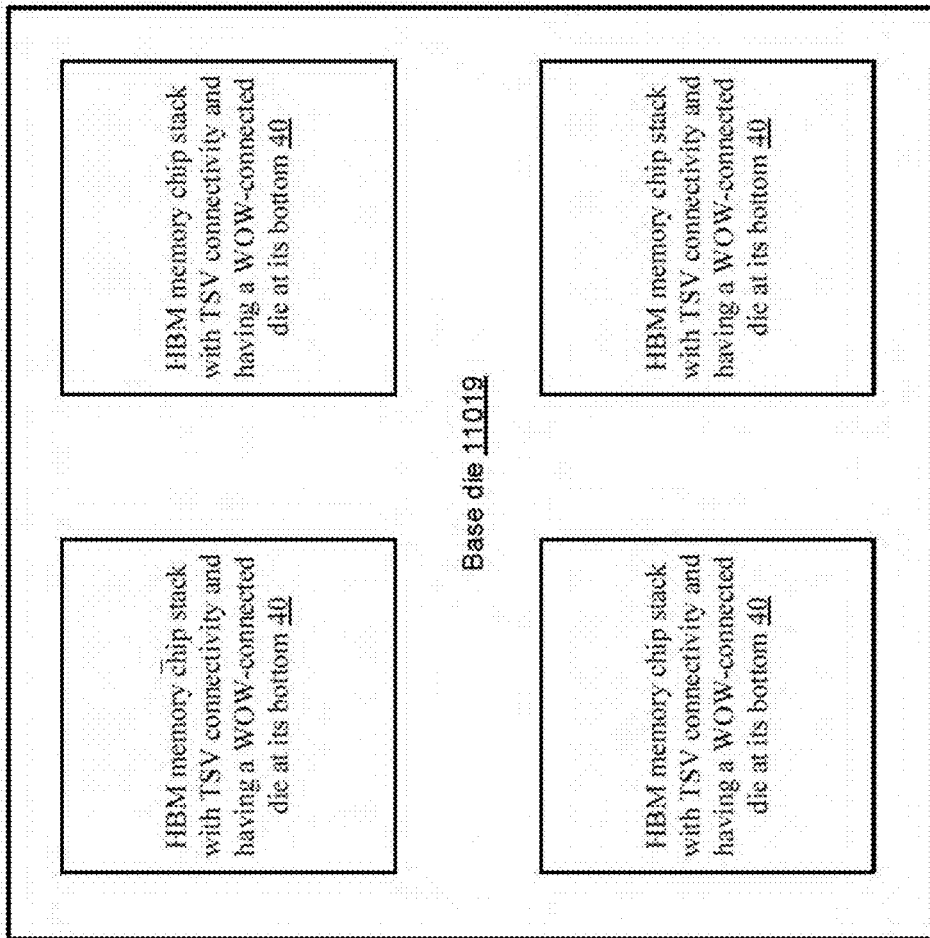 HBM memory chip stack
with TSV connectivity and
having a WOW-connected
die at its bottom 40
HBM memory chip stack
with TSV connectivity and
having a WOW-connected
die at its bottom 40
Base die 11019
HBM memory chip stack
with TSV connectivity and
having a WOW-connected
die at its bottom 40
HBM memory chip stack
with TSV connectivity and
having a WOW-connected
die at its bottom 40